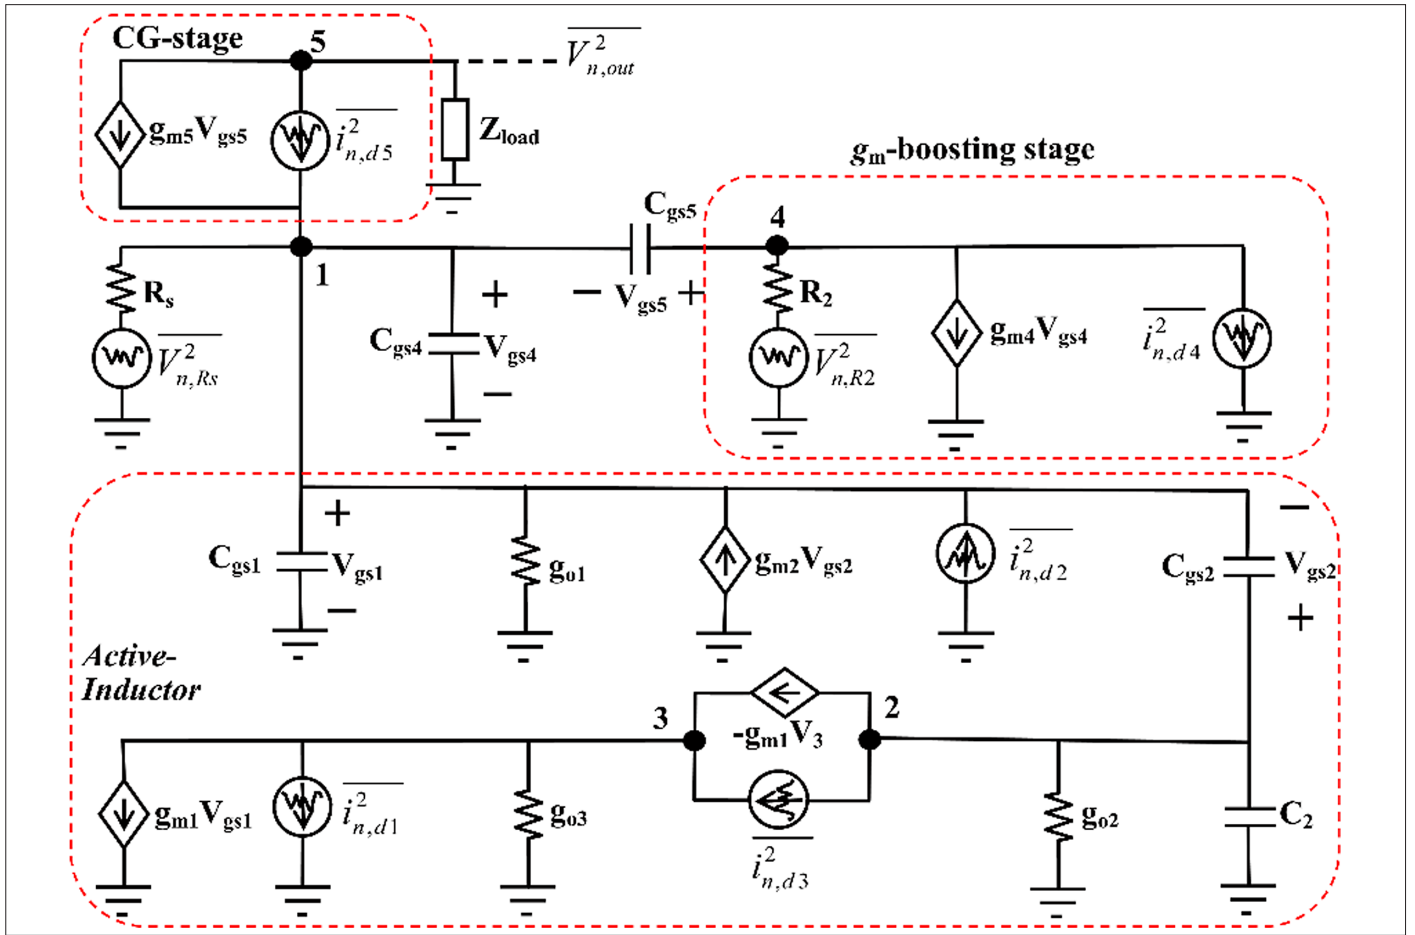 CG-stage
5
V²n,out
gm5Vgs5
i²n,d5
Zload
gm-boosting stage
Cgs5
4
1
Rs
− Vgs5 +
R2
+
Cgs4
Vgs4
−
V²n,Rs
V²n,R2
gm4Vgs4
i²n,d4
+
Cgs1
Vgs1
−
go1
gm2Vgs2
i²n,d2
−
Cgs2
Vgs2
+
Active-
Inductor
3
2
-gm1V3
gm1Vgs1
i²n,d1
go3
i²n,d3
go2
C2